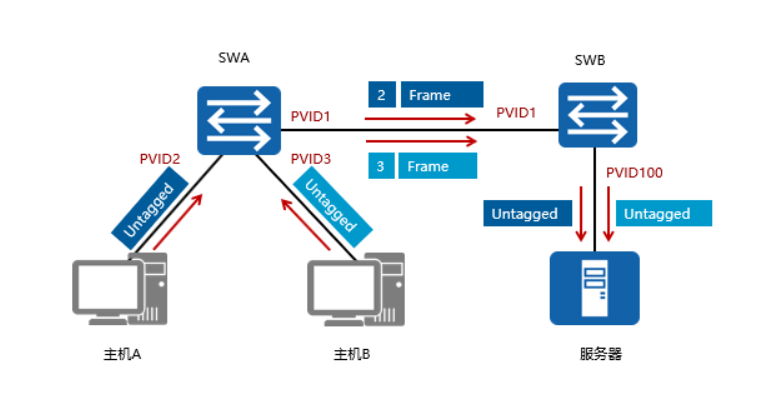 SWA
SWB
2 Frame
PVID1
PVID1
PVID2
PVID3
3 Frame
PVID100
Untagged
Untagged
Untagged
Untagged
主机A
主机B
服务器